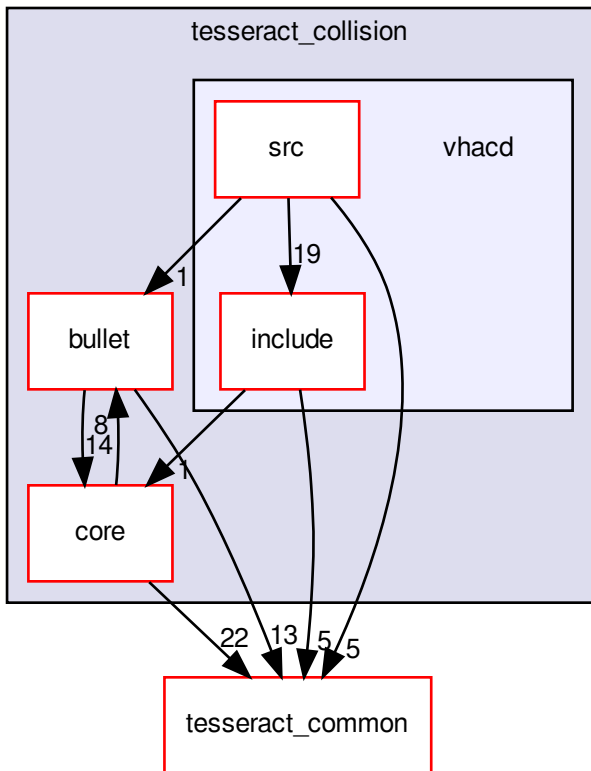 tesseract_collision
src
vhacd
1
19
bullet
include
8
14
1
core
22
13
5
5
tesseract_common